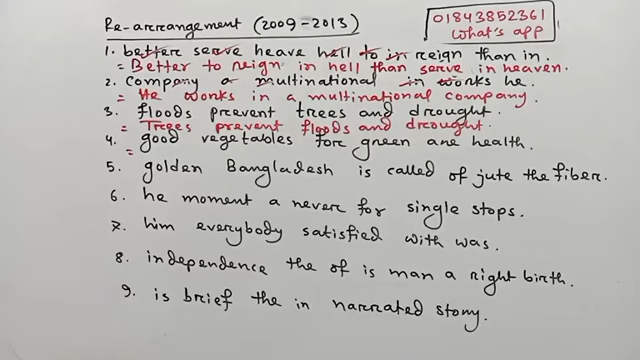 Re-arrangement (2009-2013)
01843852361
What's app
1. better serve heave hell to in reign than in.
= Better to reign in hell than serve in heaven.
2. Company a multinational in works he.
= He works in a multinational company.
3. floods prevent trees and drought.
= Trees prevent floods and drought.
4. good vegetables for green are health.
=
5. golden Bangladesh is called of jute the fiber.
6. he moment a never for single stops.
7. him everybody satisfied with was.
8. independence the of is man a right birth.
9. is brief the in narrated story.